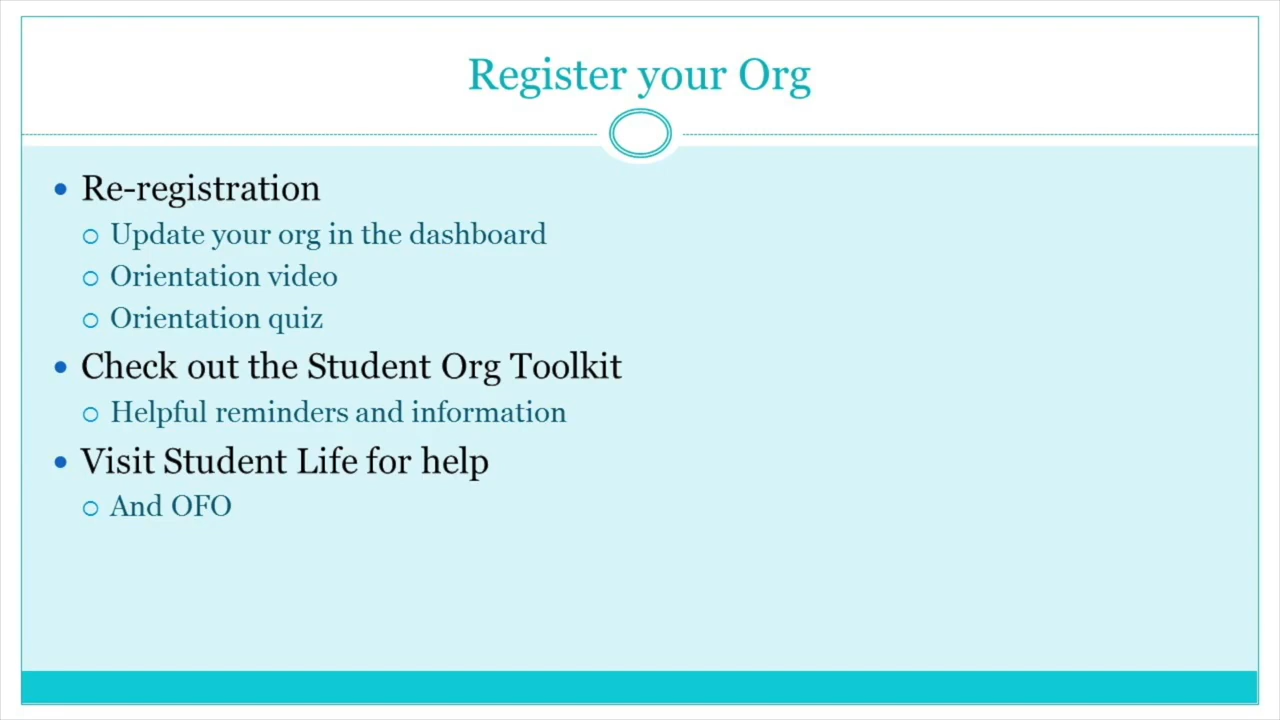 Register your Org
Re-registration
Update your org in the dashboard
Orientation video
Orientation quiz
Check out the Student Org Toolkit
Helpful reminders and information
Visit Student Life for help
And OFO